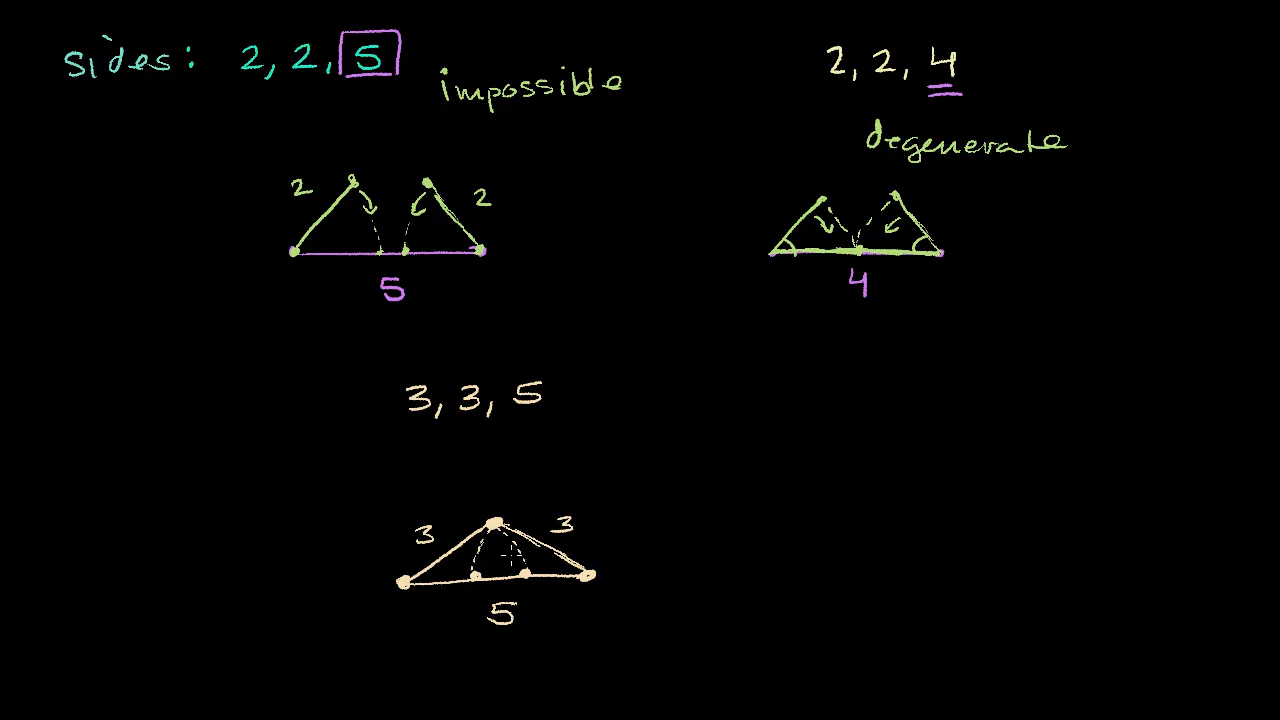 sides: 2, 2, 5
impossible
2, 2, 4
degenerate
2
2
5
4
3, 3, 5
3
3
5